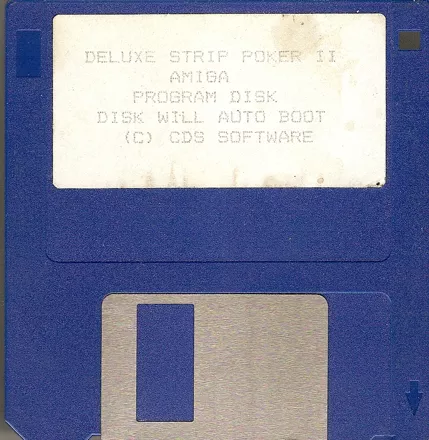 DELUXE STRIP POKER II
AMIGA
PROGRAM DISK
DISK WILL AUTO BOOT
(C) CDS SOFTWARE